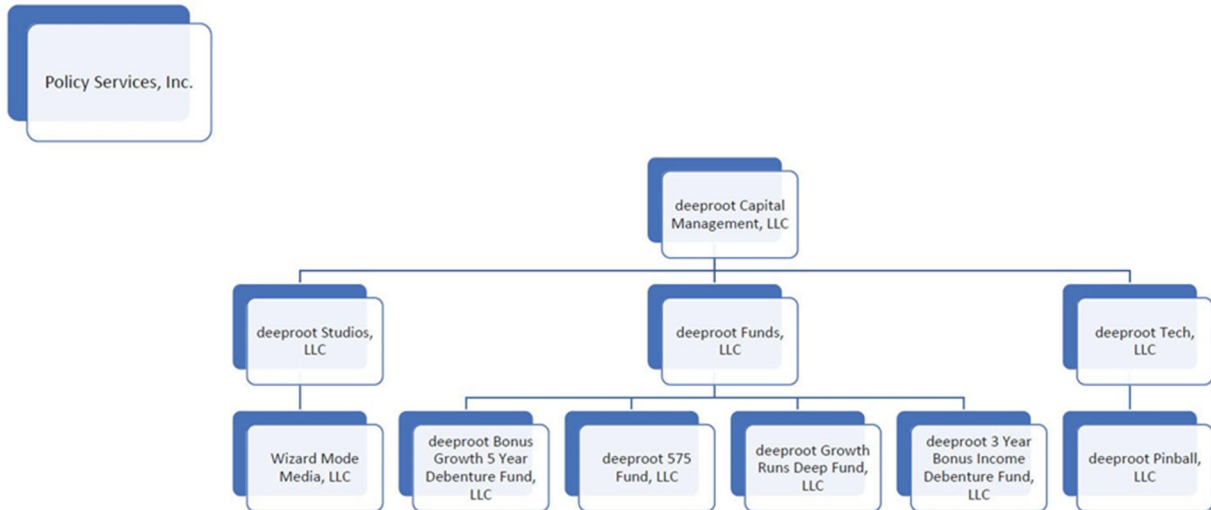 Policy Services, Inc.
deeproot Capital
Management, LLC
deeproot Studios,
LLC
deeproot Funds,
LLC
deeproot Tech,
LLC
Wizard Mode
Media, LLC
deeproot Bonus
Growth 5 Year
Debenture Fund,
LLC
deeproot 575
Fund, LLC
deeproot Growth
Runs Deep Fund,
LLC
deeproot 3 Year
Bonus Income
Debenture Fund,
LLC
deeproot Pinball,
LLC